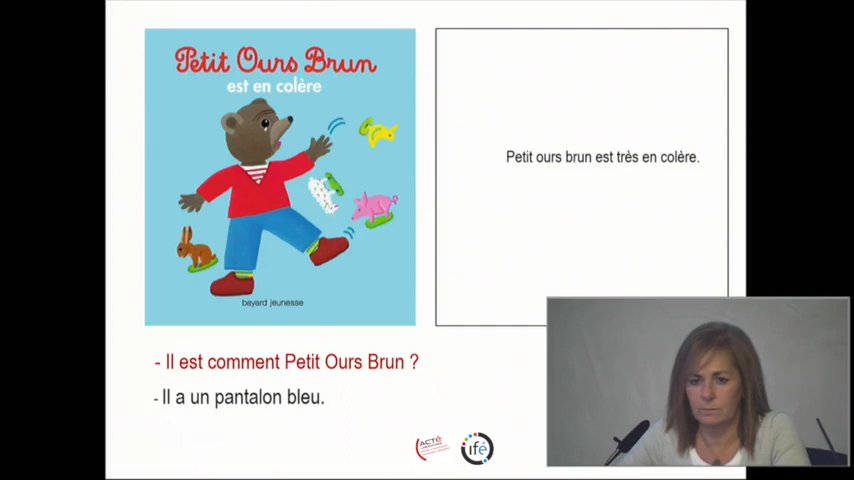 Petit Ours Brun
est en colère
bayard jeunesse
Petit ours brun est très en colère.
- Il est comment Petit Ours Brun ?
- Il a un pantalon bleu.
ACTé
ifé